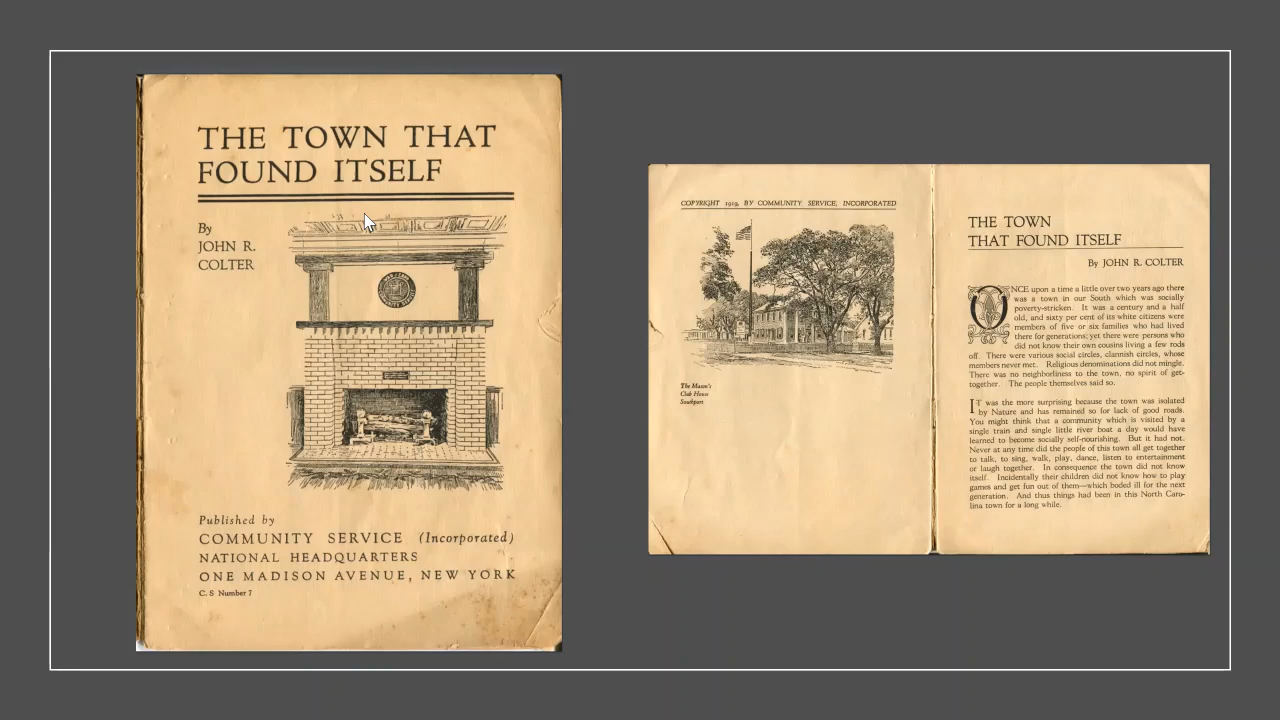 THE TOWN THAT
FOUND ITSELF
By
JOHN R.
COLTER
Published by
COMMUNITY SERVICE (Incorporated)
NATIONAL HEADQUARTERS
ONE MADISON AVENUE, NEW YORK
C. S Number 7
COPYRIGHT 1919, BY COMMUNITY SERVICE, INCORPORATED
The Mason's
Club House
Southport
THE TOWN
THAT FOUND ITSELF
By JOHN R. COLTER
ONCE upon a time a little over two years ago there
was a town in our South which was socially
poverty-stricken. It was a century and a half
old, and sixty per cent of its white citizens were
members of five or six families who had lived
there for generations; yet there were persons who
did not know their own cousins living a few rods
off. There were various social circles, clannish circles, whose
members never met. Religious denominations did not mingle.
There was no neighborliness to the town, no spirit of get-
together. The people themselves said so.
IT was the more surprising because the town was isolated
by Nature and has remained so for lack of good roads.
You might think that a community which is visited by a
single train and single little river boat a day would have
learned to become socially self-nourishing. But it had not.
Never at any time did the people of this town all get together
to talk, to sing, walk, play, dance, listen to entertainment
or laugh together. In consequence the town did not know
itself. Incidentally their children did not know how to play
games and get fun out of them—which boded ill for the next
generation. And thus things had been in this North Caro-
lina town for a long while.